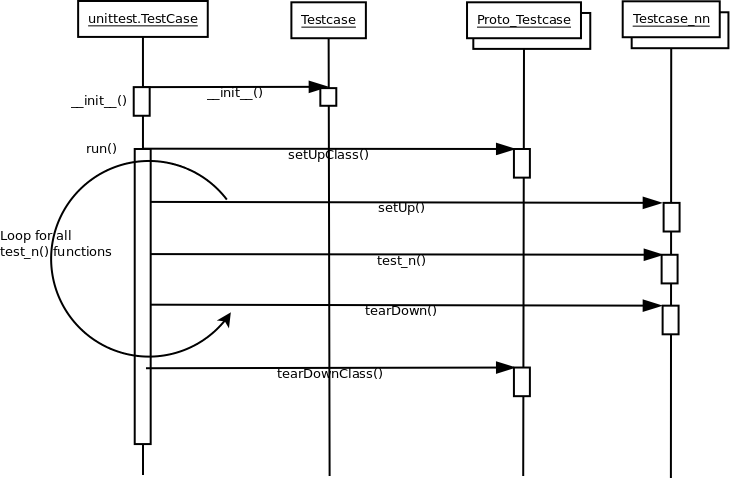 unittest.TestCase
Testcase
Proto_Testcase
Testcase_nn
__init__()
__init__()
run()
setUpClass()
setUp()
Loop for all
test_n() functions
test_n()
tearDown()
tearDownClass()